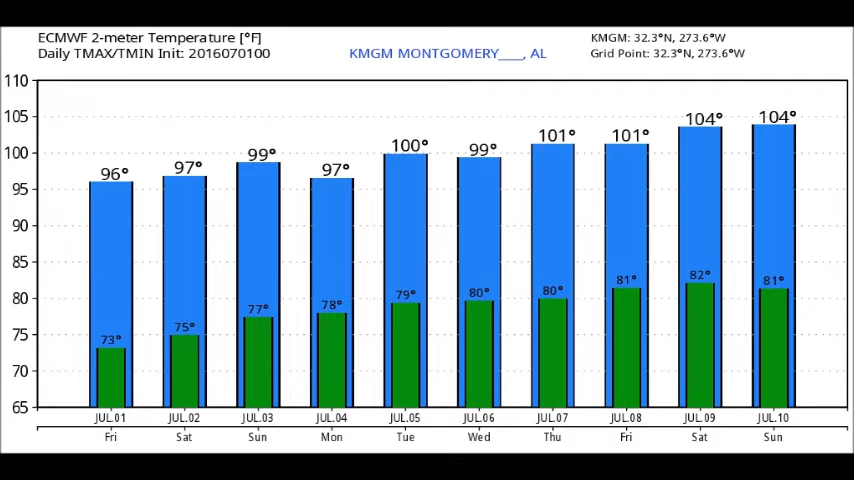 ECMWF 2-meter Temperature [°F]
Daily TMAX/TMIN Init: 2016070100
KMGM MONTGOMERY____, AL
KMGM: 32.3°N, 273.6°W
Grid Point: 32.3°N, 273.6°W
110
105
100
95
90
85
80
75
70
65
96° 97° 99° 97° 100° 99° 101° 101° 104° 104°
73° 75° 77° 78° 79° 80° 80° 81° 82° 81°
JUL.01 JUL.02 JUL.03 JUL.04 JUL.05 JUL.06 JUL.07 JUL.08 JUL.09 JUL.10
Fri Sat Sun Mon Tue Wed Thu Fri Sat Sun